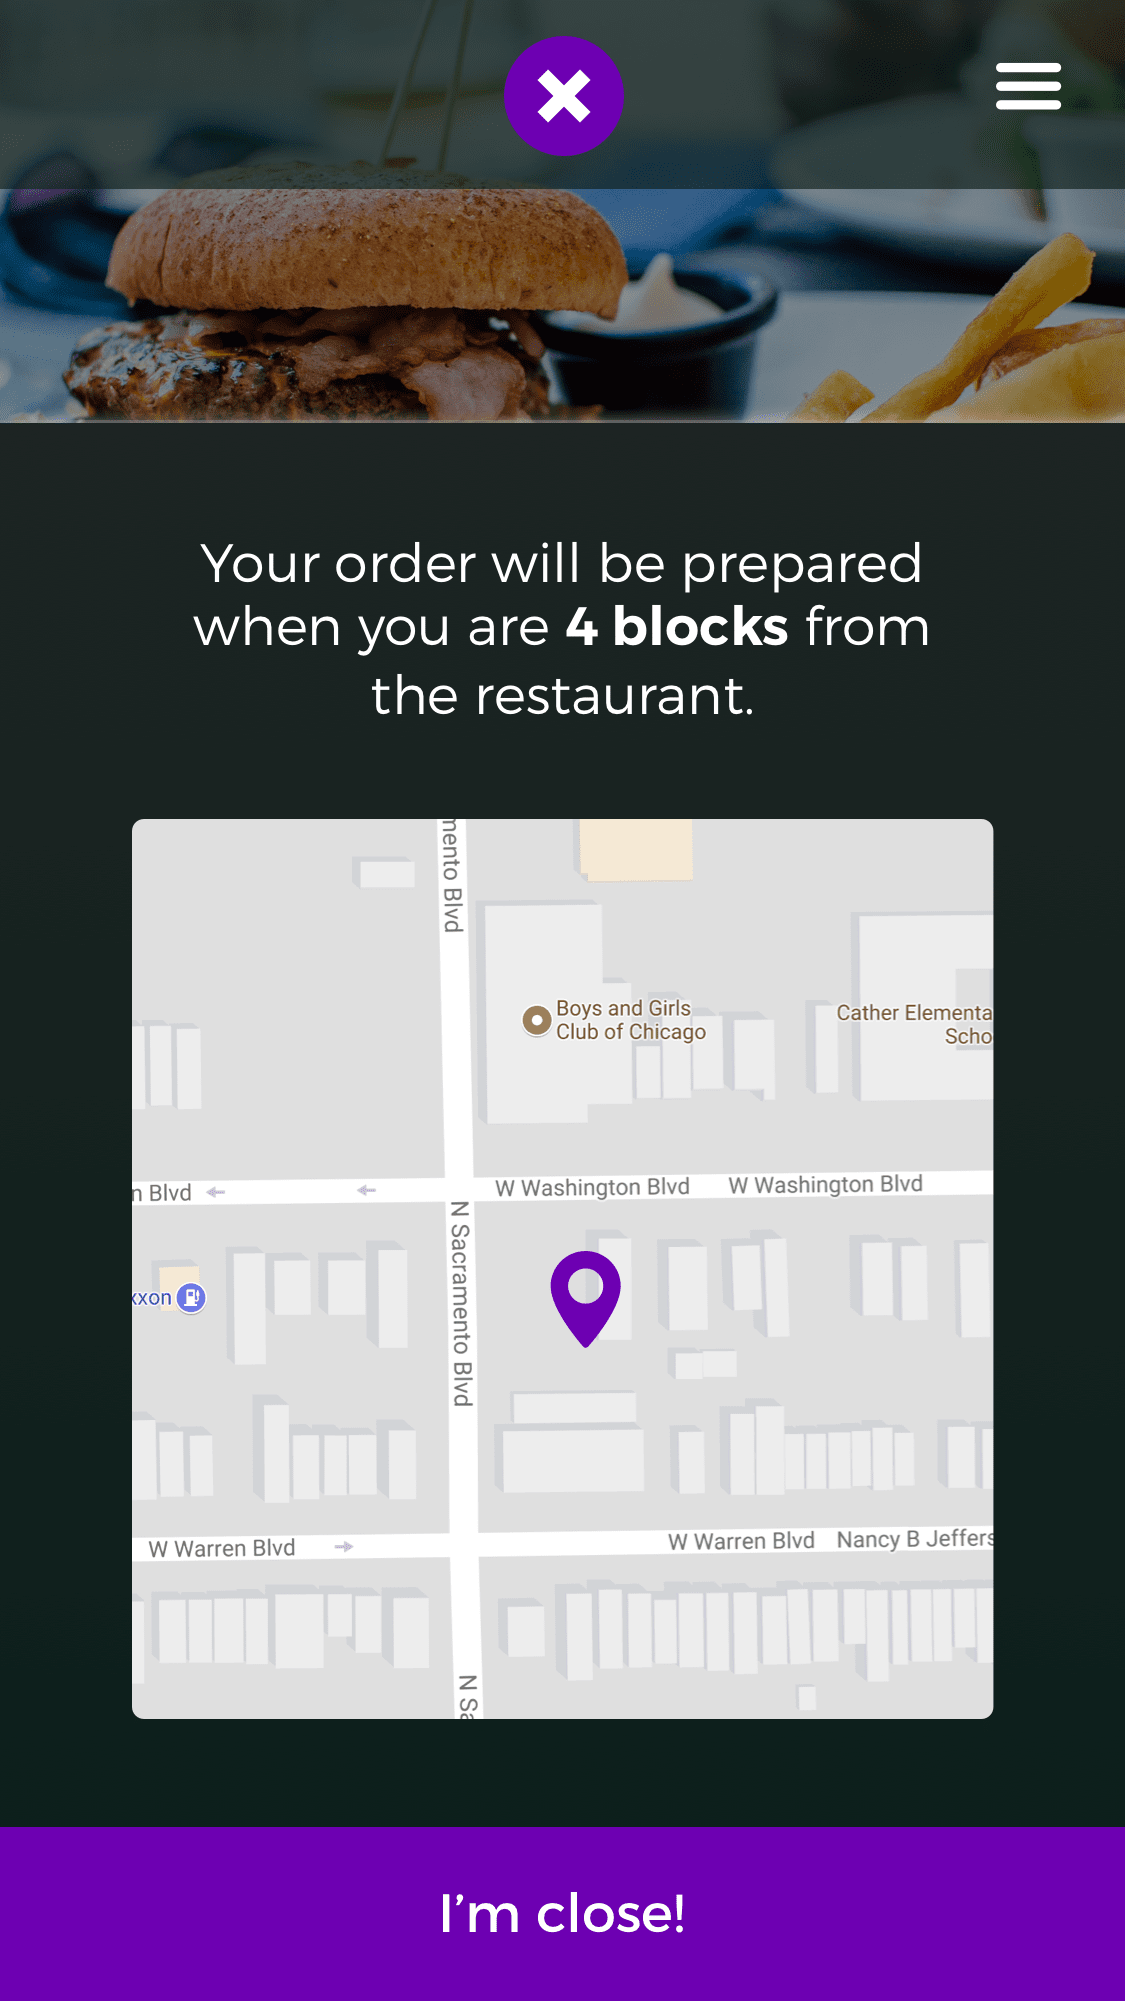 Your order will be prepared
when you are 4 blocks from
the restaurant.
mento Blvd
Boys and Girls
Club of Chicago
Cather Elementa
Scho
n Blvd
W Washington Blvd
W Washington Blvd
N Sacramento Blvd
xxon
W Warren Blvd
W Warren Blvd
Nancy B Jeffers
N Sa
I'm close!